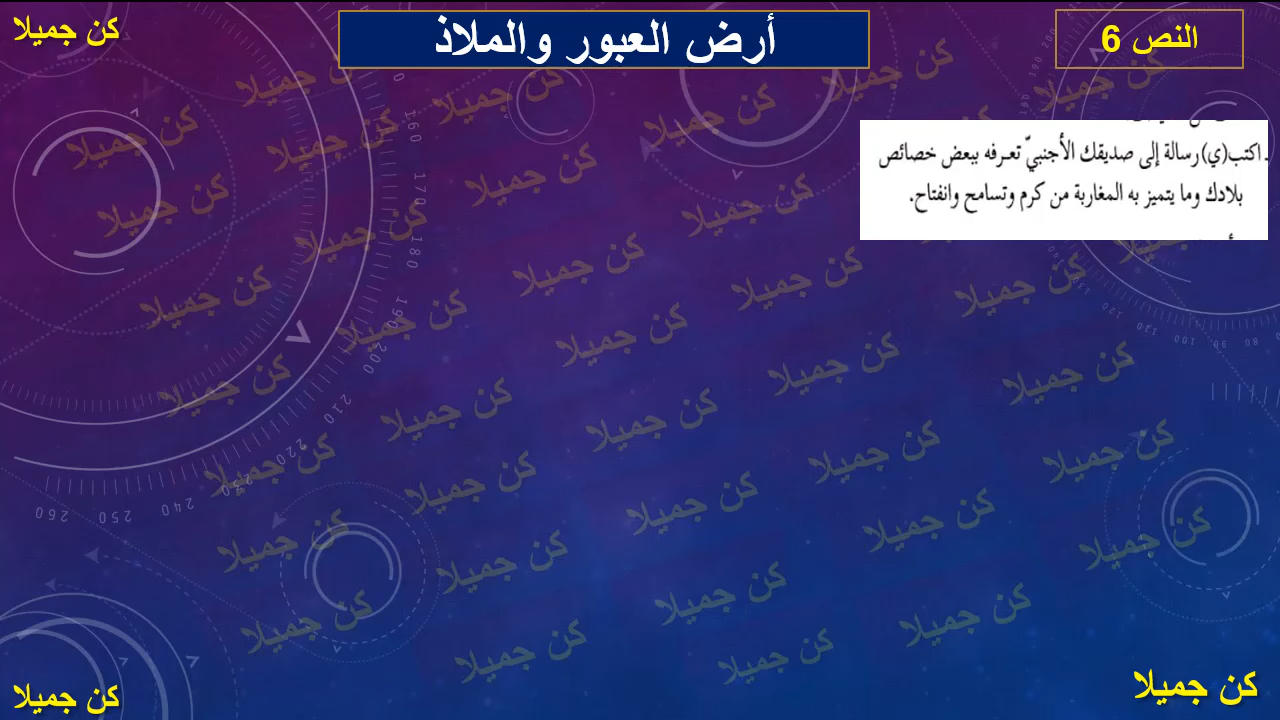 النص 6
أرض العبور والملاذ
كن جميلا
. اكتب(ي) رسالة إلى صديقك الأجنبيّ تعرفه ببعض خصائص
بلادك وما يتميز به المغاربة من كرم وتسامح وانفتاح.
كن جميلا
كن جميلا